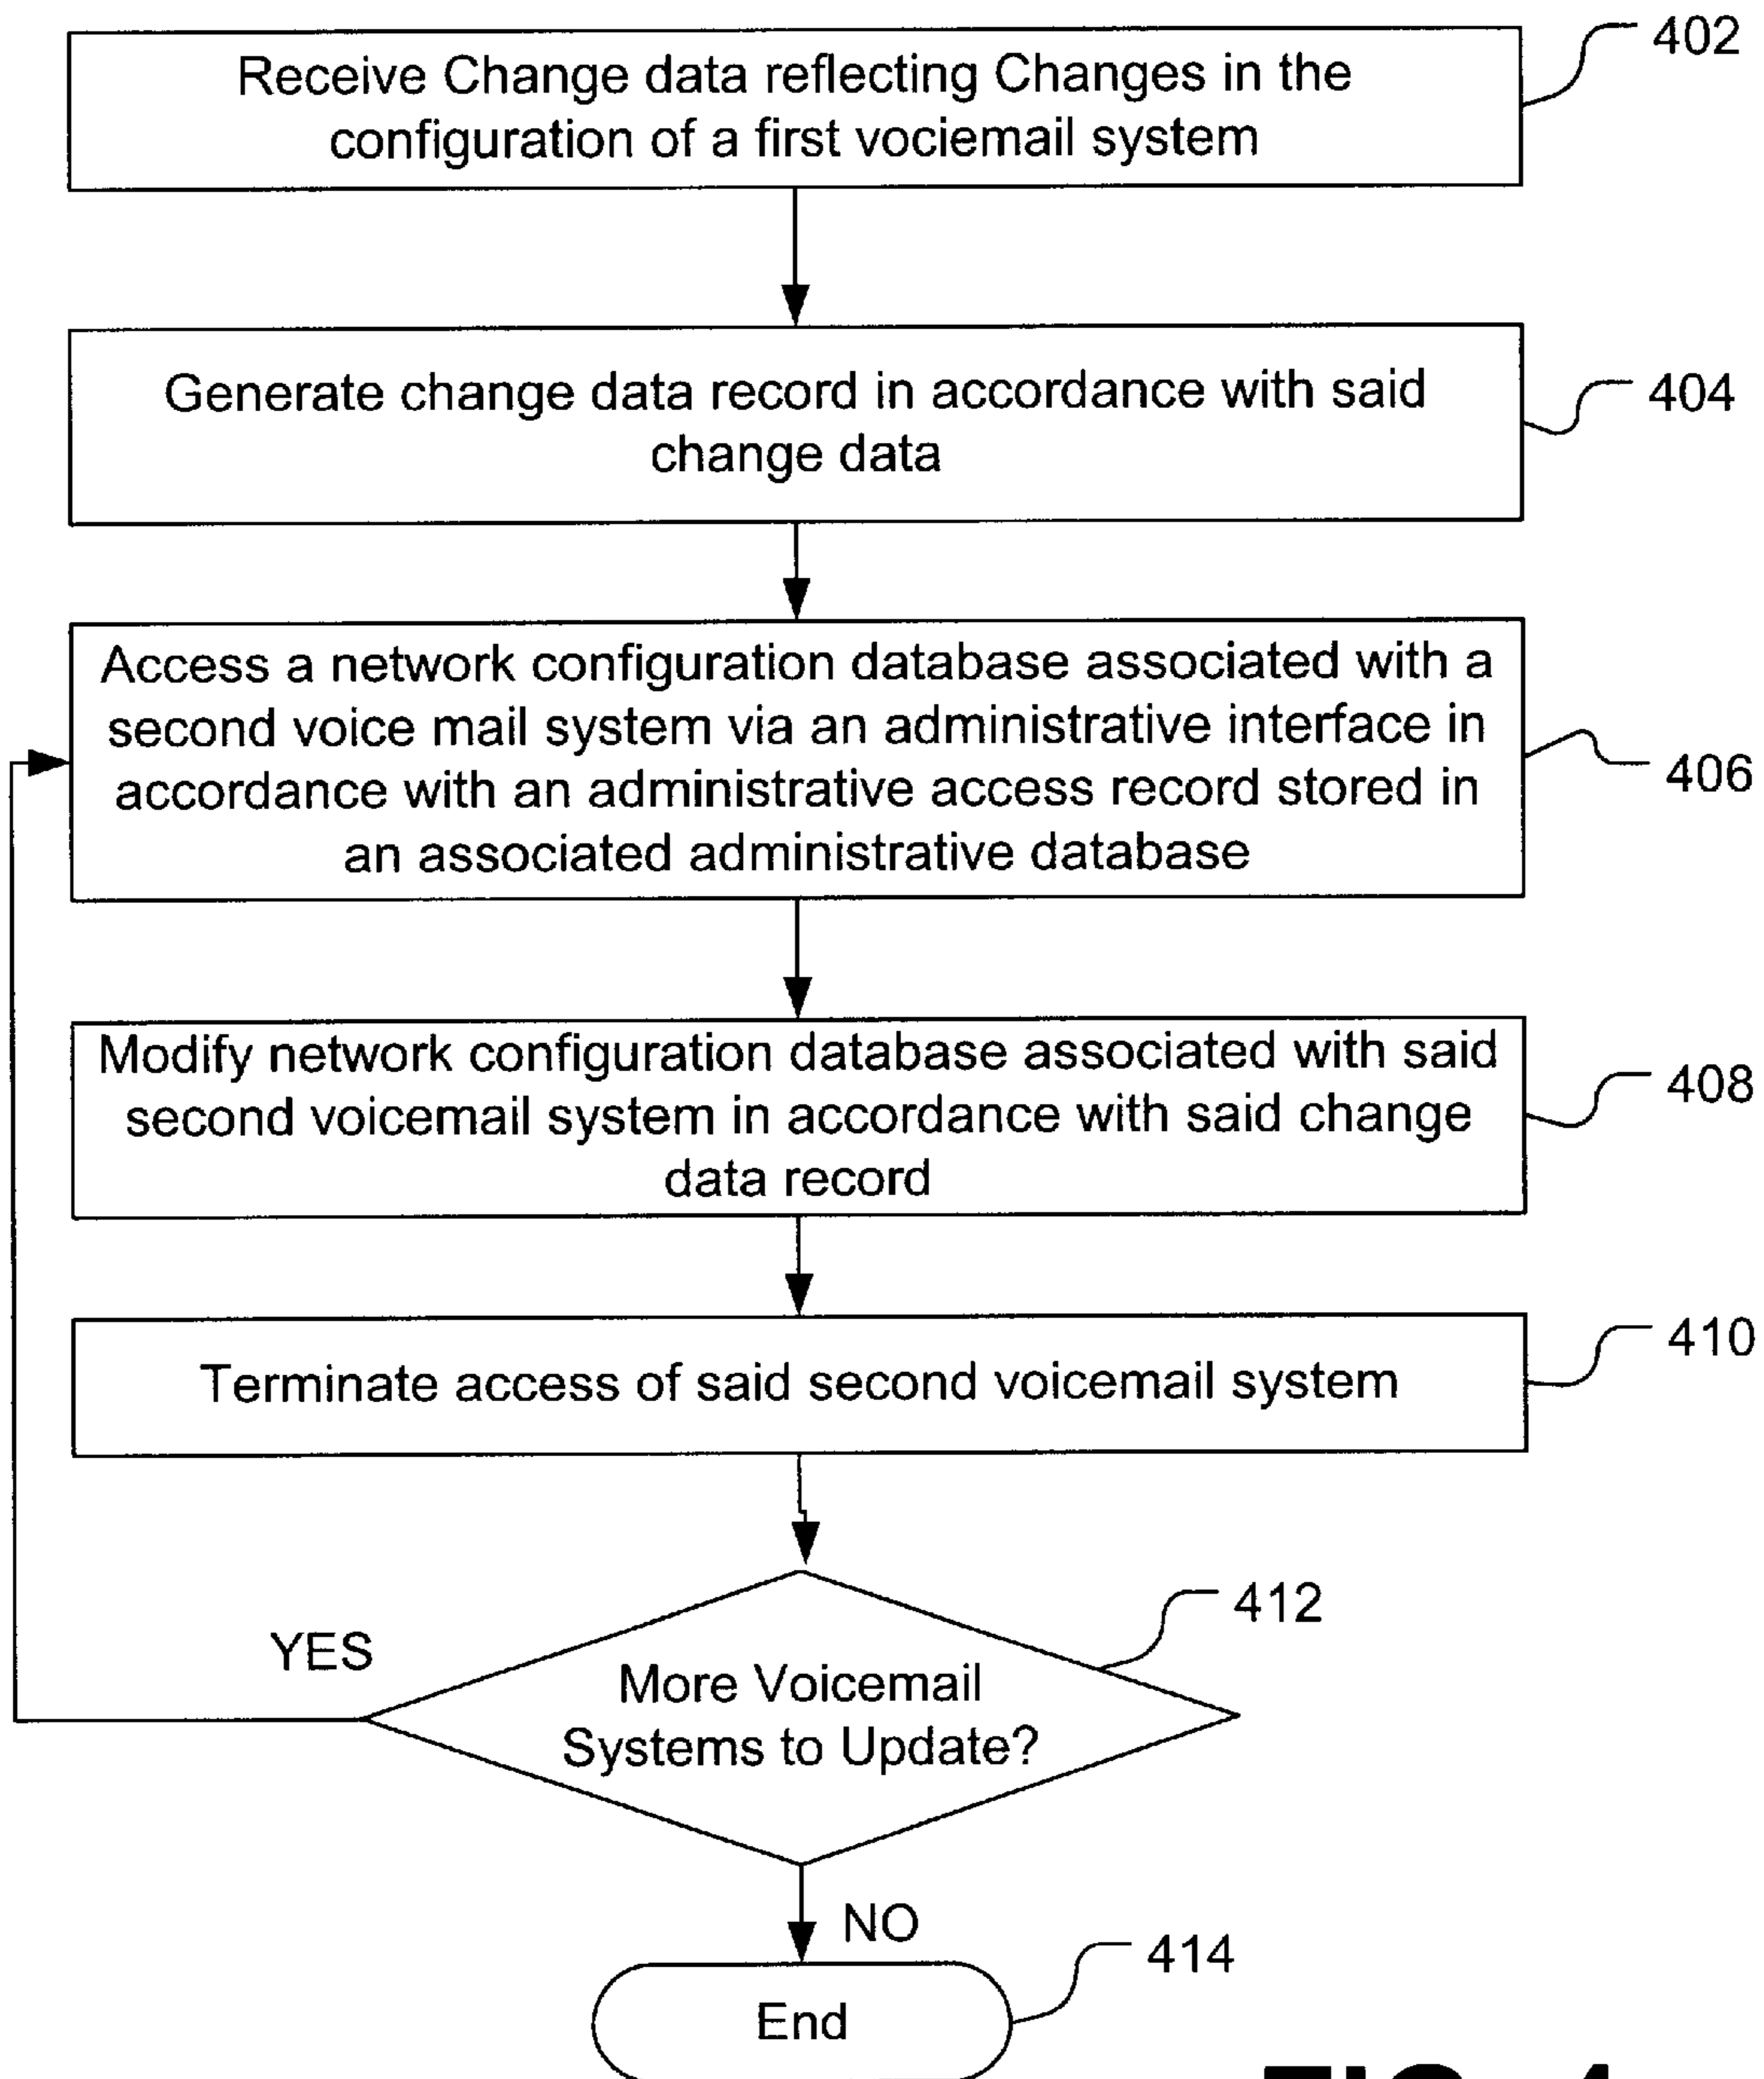 Receive Change data reflecting Changes in the
configuration of a first vociemail system
402
Generate change data record in accordance with said
change data
404
Access a network configuration database associated with a
second voice mail system via an administrative interface in
accordance with an administrative access record stored in
an associated administrative database
406
Modify network configuration database associated with said
second voicemail system in accordance with said change
data record
408
Terminate access of said second voicemail system
410
412
YES
More Voicemail
Systems to Update?
NO
414
End